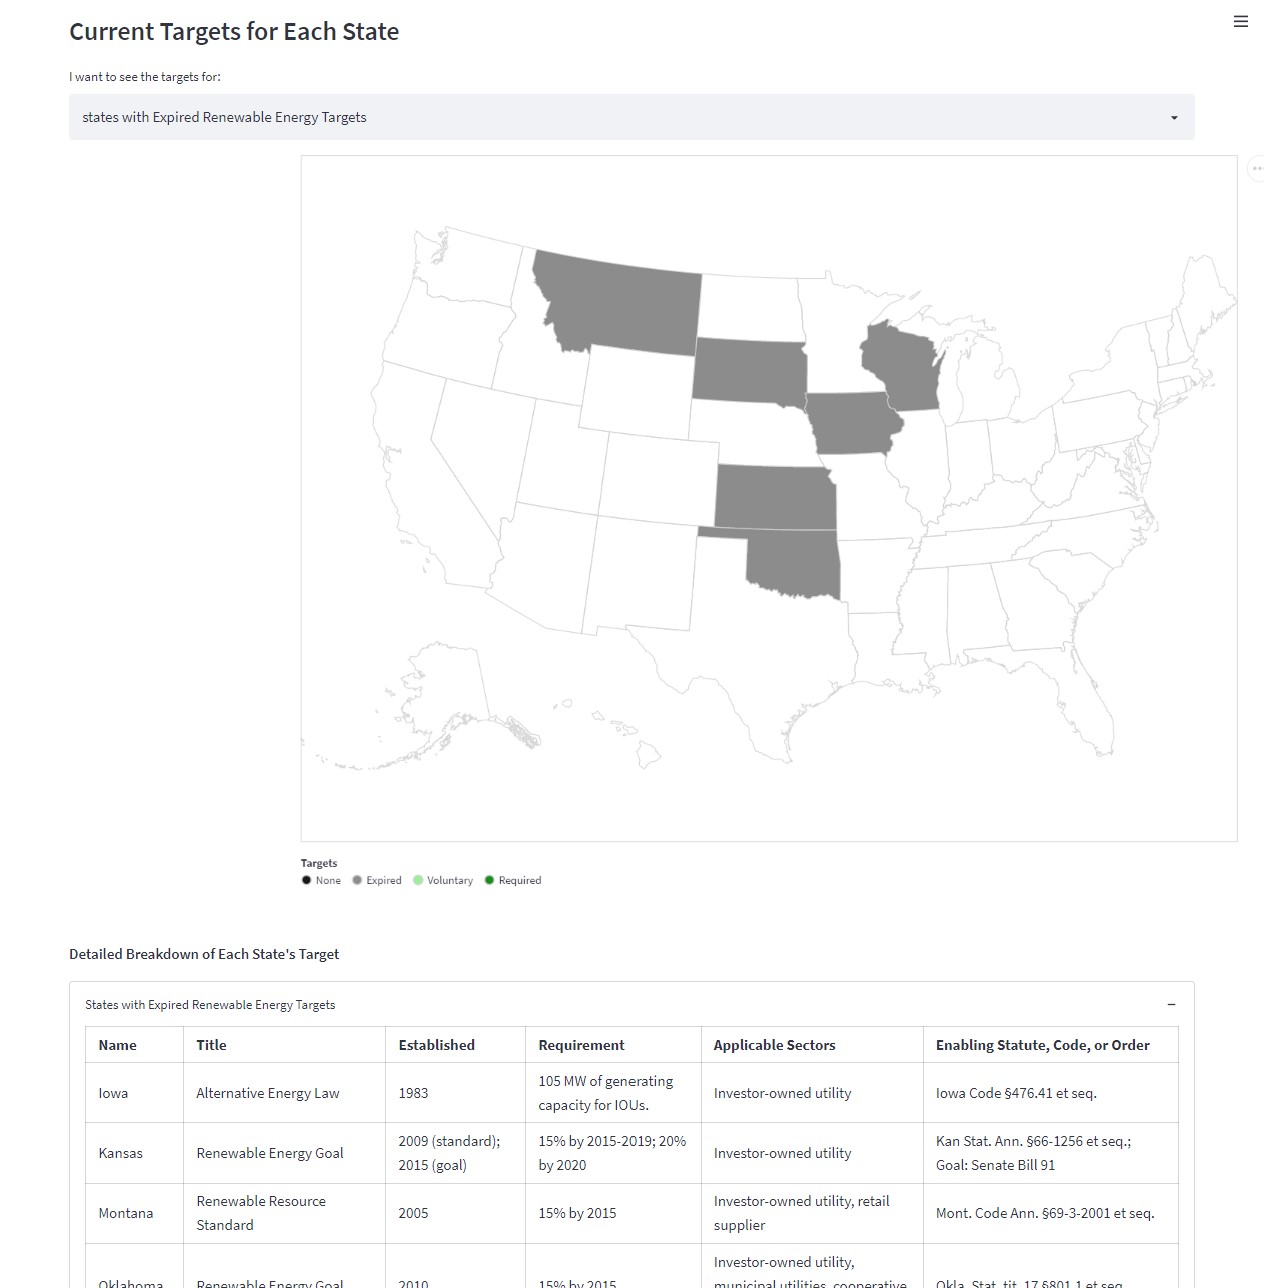 Current Targets for Each State
I want to see the targets for:
states with Expired Renewable Energy Targets
Targets
None Expired Voluntary Required
Detailed Breakdown of Each State's Target
States with Expired Renewable Energy Targets
Name Title Established Requirement Applicable Sectors Enabling Statute, Code, or Order
Iowa Alternative Energy Law 1983 105 MW of generating
capacity for IOUs. Investor-owned utility Iowa Code §476.41 et seq.
Kansas Renewable Energy Goal 2009 (standard);
2015 (goal) 15% by 2015-2019; 20%
by 2020 Investor-owned utility Kan Stat. Ann. §66-1256 et seq.;
Goal: Senate Bill 91
Montana Renewable Resource
Standard 2005 15% by 2015 Investor-owned utility, retail
supplier Mont. Code Ann. §69-3-2001 et seq.
Oklahoma Renewable Energy Goal 2010 15% by 2015 Investor-owned utility,
municipal utilities, cooperative Okla. Stat. tit. 17 §801.1 et seq.